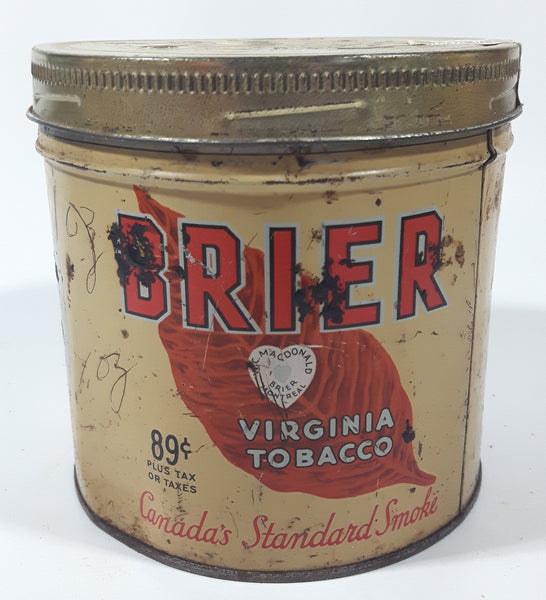 BRIER
W.C. MACDONALD
BRIER
MONTREAL
VIRGINIA
TOBACCO
89¢
PLUS TAX
OR TAXES
Canada's Standard Smoke